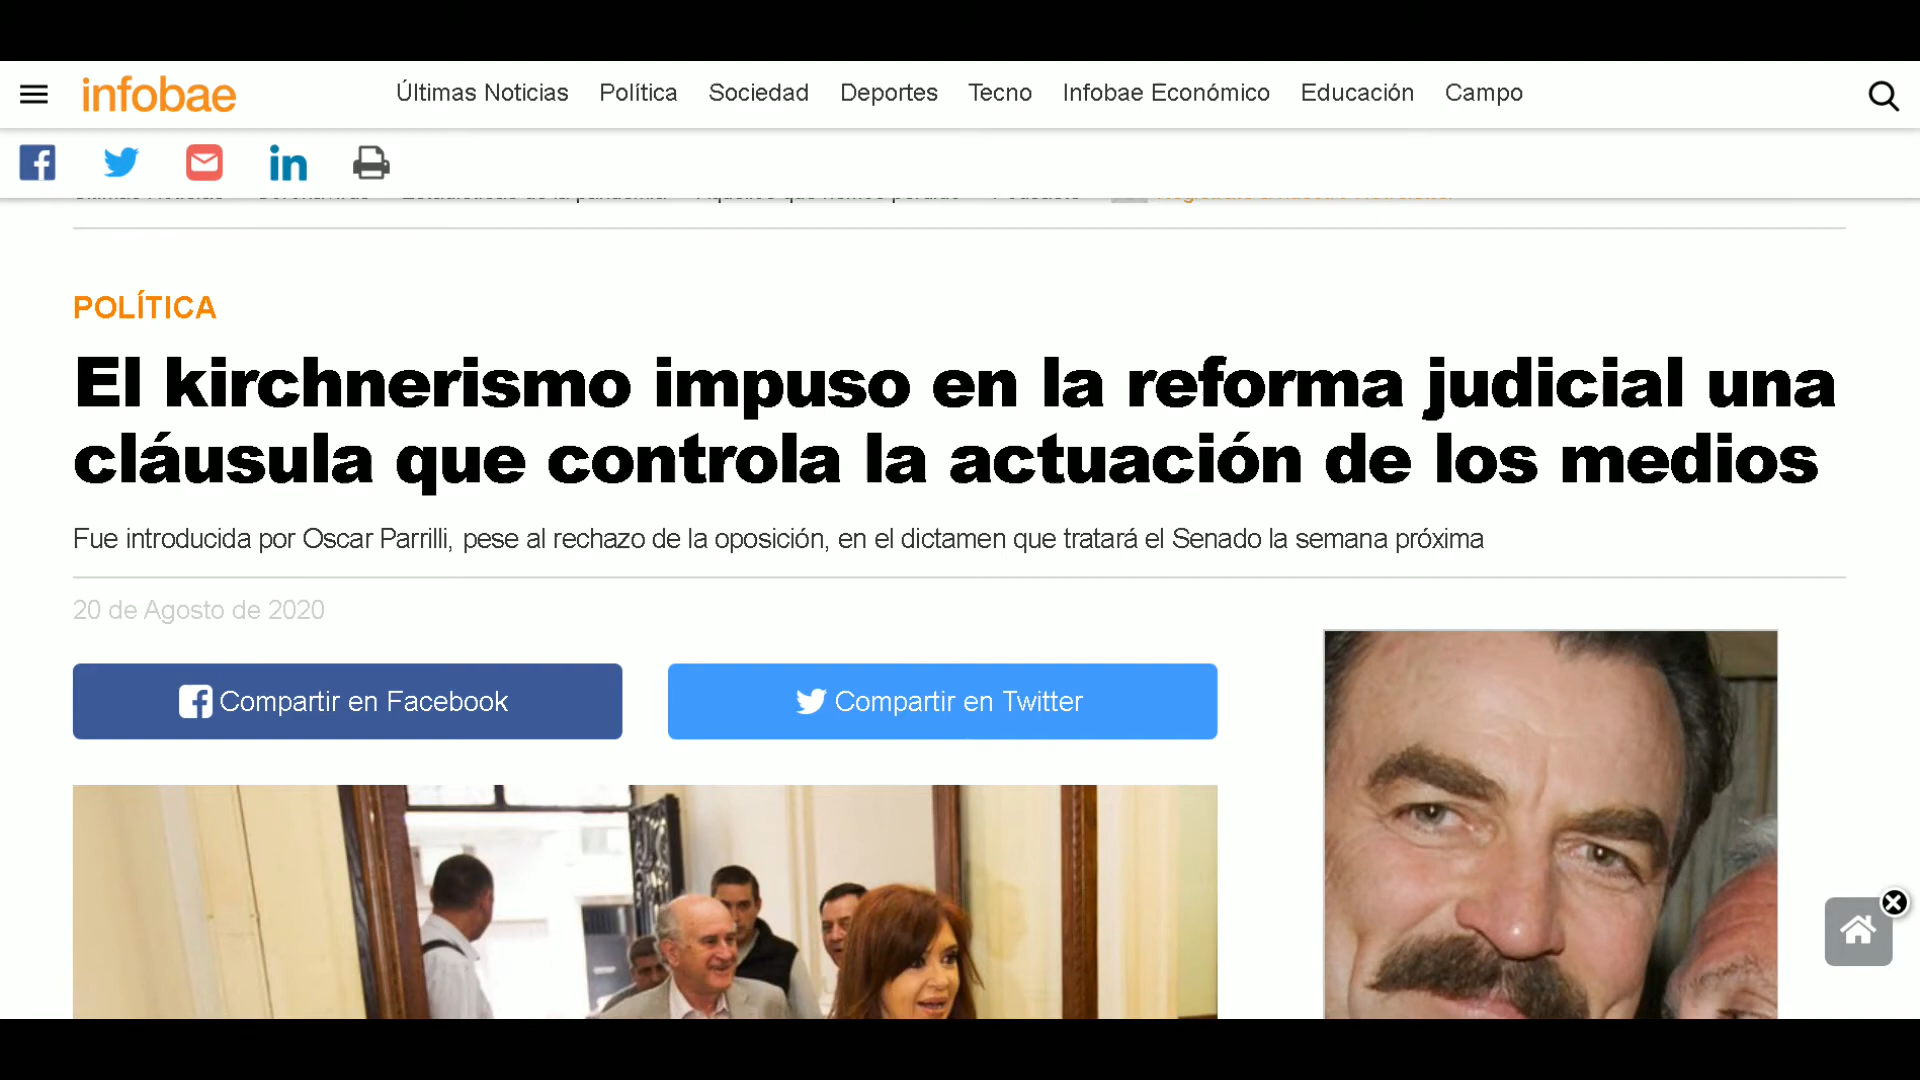 infobae
Últimas Noticias Política Sociedad Deportes Tecno Infobae Económico Educación Campo
POLÍTICA
El kirchnerismo impuso en la reforma judicial una
cláusula que controla la actuación de los medios
Fue introducida por Oscar Parrilli, pese al rechazo de la oposición, en el dictamen que tratará el Senado la semana próxima
20 de Agosto de 2020
Compartir en Facebook
Compartir en Twitter